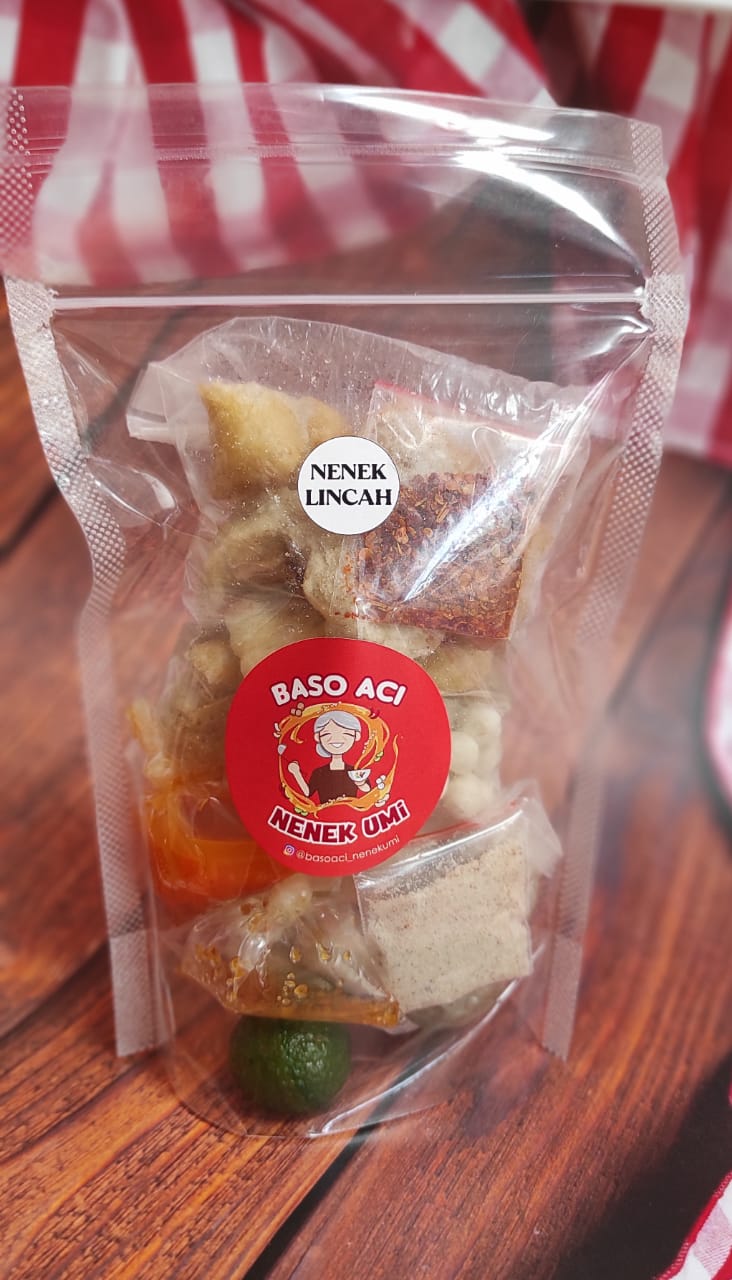 NENEK
LINCAH
BASO ACI
NENEK UMi
@basoaci_nenekumi